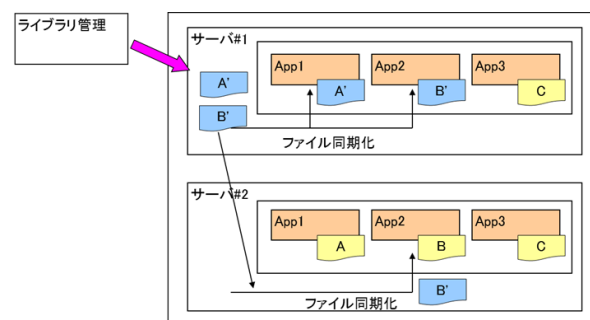 ライブラリ管理
サーバ#1
App1
App2
App3
A'
A'
B'
C
B'
ファイル同期化
サーバ#2
App1
App2
App3
A
B
C
B'
ファイル同期化